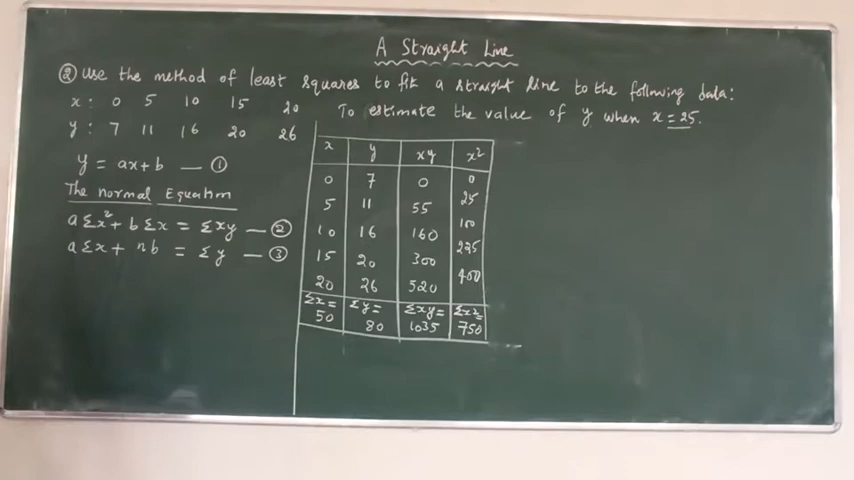 A Straight Line
② Use the method of least squares to fit a straight line to the following data:
x : 0 5 10 15 20 To estimate the value of y when x = 25.
y : 7 11 16 20 26
y = ax + b — ①
The normal Equation
a Σx² + b Σx = Σxy — ②
a Σx + nb = Σy — ③
x y xy x²
0 7 0 0
5 11 55 25
10 16 160 100
15 20 300 225
20 26 520 400
Σx = 50 Σy = 80 Σxy = 1035 Σx² = 750